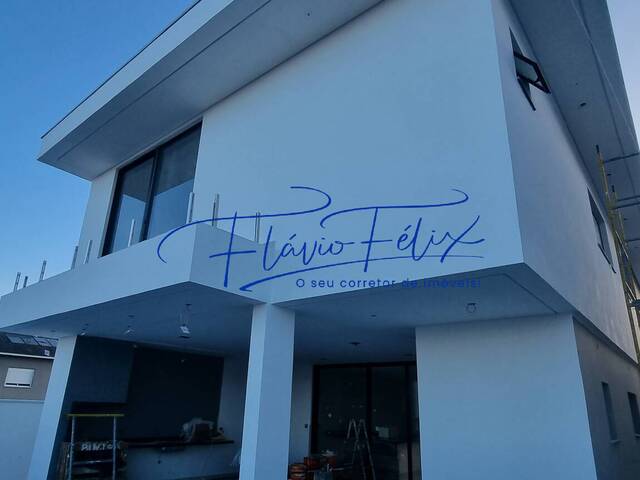 Flávio Félix
O seu corretor de imóveis!